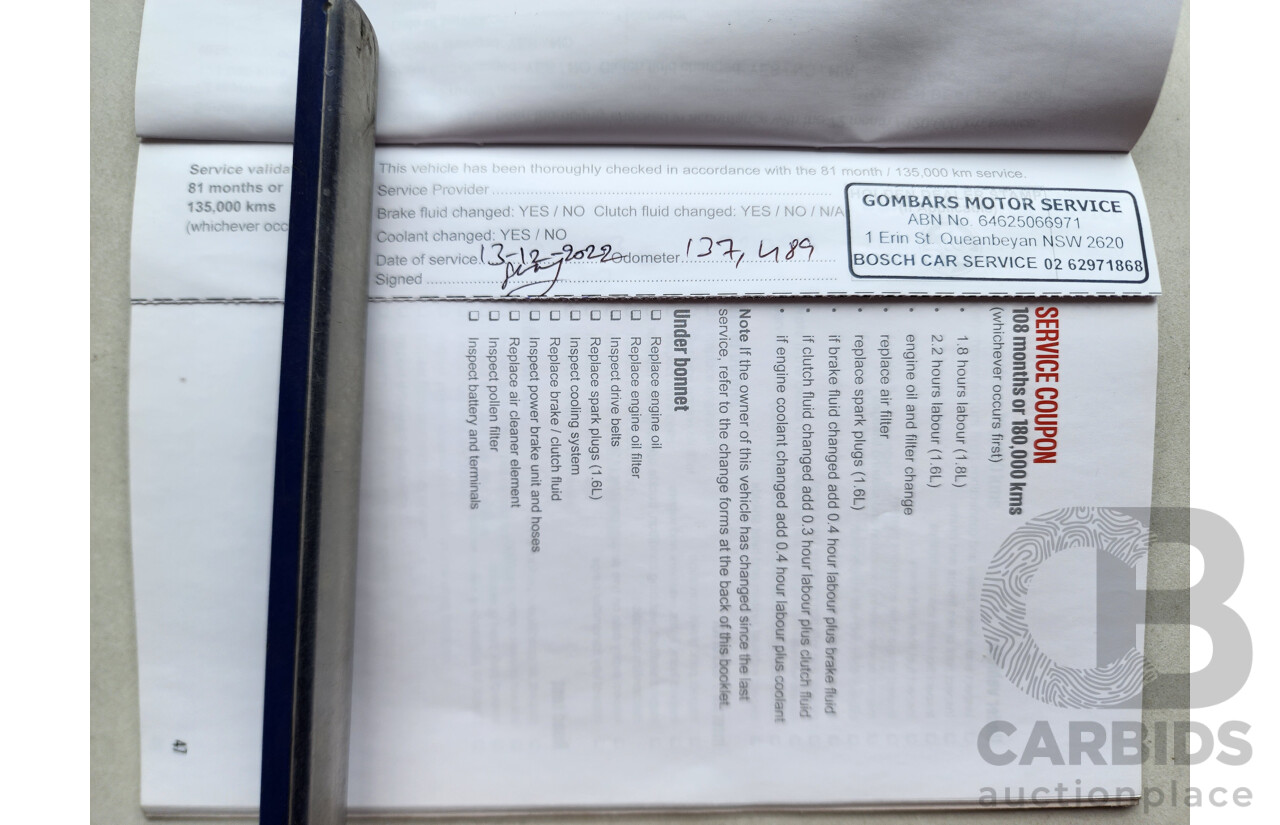 Service valida
81 months or
135,000 kms
(whichever occ
This vehicle has been thoroughly checked in accordance with the 81 month / 135,000 km service.
Service Provider
Brake fluid changed: YES / NO Clutch fluid changed: YES / NO / N/A
Coolant changed: YES / NO
Date of service 13-12-2022 Odometer 137,489
Signed
GOMBARS MOTOR SERVICE
ABN No. 64625066971
1 Erin St. Queanbeyan NSW 2620
BOSCH CAR SERVICE 02 62971868
SERVICE COUPON
108 months or 180,000 kms
(whichever occurs first)
• 1.8 hours labour (1.8L)
• 2.2 hours labour (1.6L)
• engine oil and filter change
• replace air filter
• replace spark plugs (1.6L)
• if brake fluid changed add 0.4 hour labour plus brake fluid
• if clutch fluid changed add 0.3 hour labour plus clutch fluid
• if engine coolant changed add 0.4 hour labour plus coolant
Note If the owner of this vehicle has changed since the last
service, refer to the change forms at the back of this booklet.
Under bonnet
❑ Replace engine oil
❑ Replace engine oil filter
❑ Inspect drive belts
❑ Replace spark plugs (1.6L)
❑ Inspect cooling system
❑ Replace brake / clutch fluid
❑ Inspect power brake unit and hoses
❑ Replace air cleaner element
❑ Inspect pollen filter
❑ Inspect battery and terminals
47
CARBIDS
auctionplace